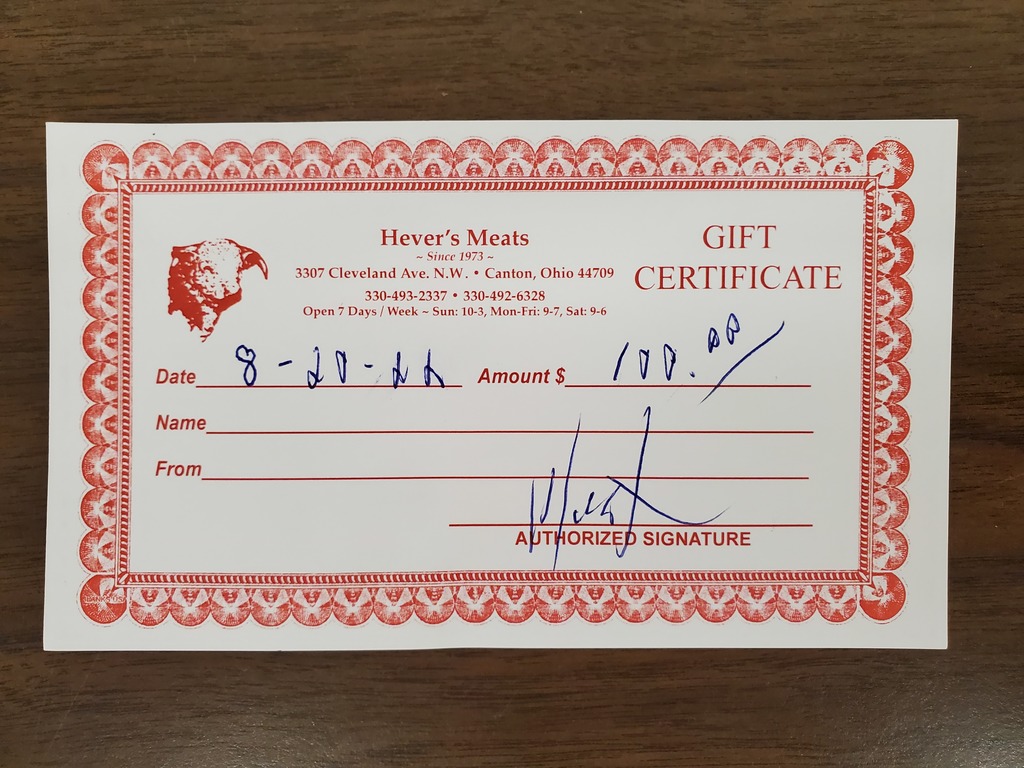 Hever's Meats
~ Since 1973 ~
3307 Cleveland Ave. N.W. • Canton, Ohio 44709
330-493-2337 • 330-492-6328
Open 7 Days / Week ~ Sun: 10-3, Mon-Fri: 9-7, Sat: 9-6
GIFT
CERTIFICATE
Date 8-20-22 Amount $ 100.00
Name
From
AUTHORIZED SIGNATURE